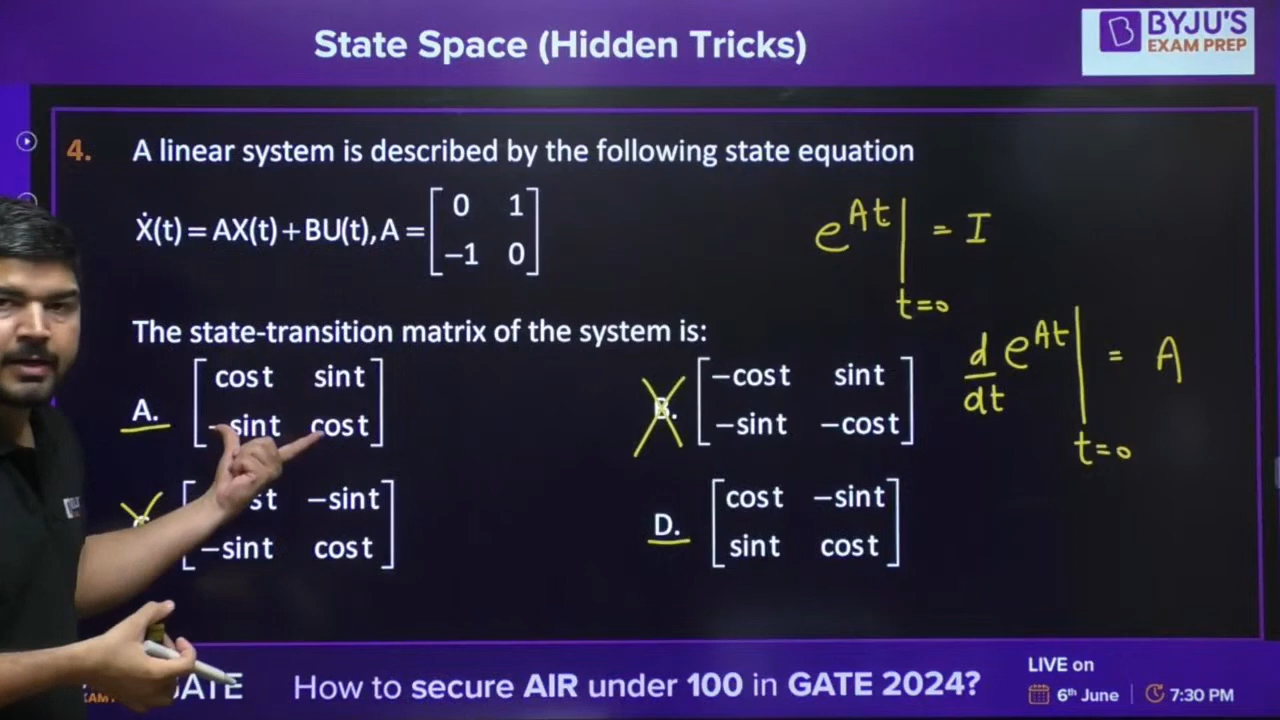 State Space (Hidden Tricks)
BYJU'S
EXAM PREP
4. A linear system is described by the following state equation
Ẋ(t) = AX(t) + BU(t), A = [0 1
−1 0]
e^At | t=0 = I
The state-transition matrix of the system is:
A. [cost sint
−sint cost]
B. [−cost sint
−sint −cost]
d/dt e^At | t=0 = A
st −sint
−sint cost]
D. [cost −sint
sint cost]
GATE
How to secure AIR under 100 in GATE 2024?
LIVE on
6th June | 7:30 PM